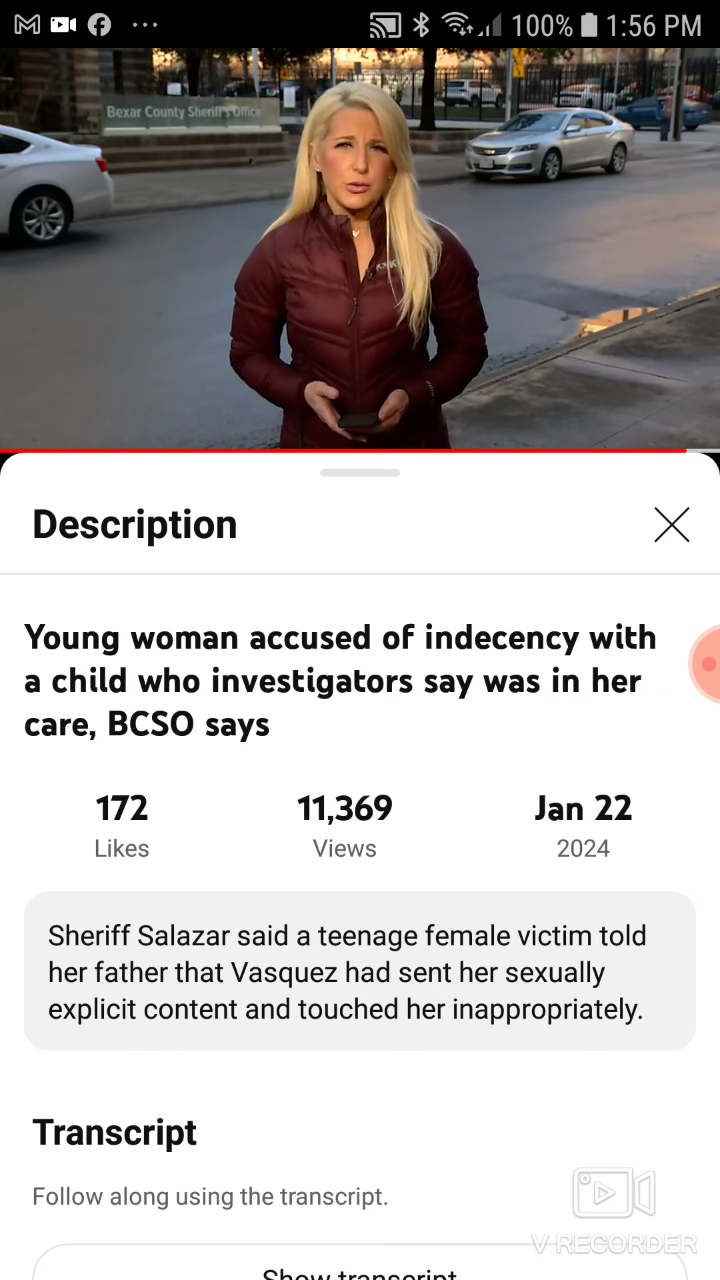 100% 1:56 PM
Bexar County Sheriff's Office
Description
Young woman accused of indecency with
a child who investigators say was in her
care, BCSO says
172
11,369
Jan 22
Likes
Views
2024
Sheriff Salazar said a teenage female victim told
her father that Vasquez had sent her sexually
explicit content and touched her inappropriately.
Transcript
Follow along using the transcript.
V RECORDER
Show transcript